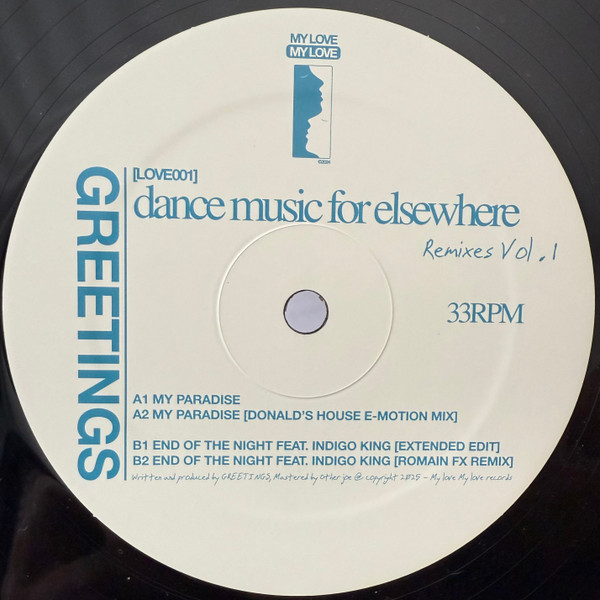 MY LOVE
MY LOVE
[LOVE001]
dance music for elsewhere
Remixes Vol.1
GREETINGS
33RPM
A1 MY PARADISE
A2 MY PARADISE [DONALD'S HOUSE E-MOTION MIX]
B1 END OF THE NIGHT FEAT. INDIGO KING [EXTENDED EDIT]
B2 END OF THE NIGHT FEAT. INDIGO KING [ROMAIN FX REMIX]
Written and produced by GREETINGS, Mastered by Otler joe @ copyright 2025 - My love My love records